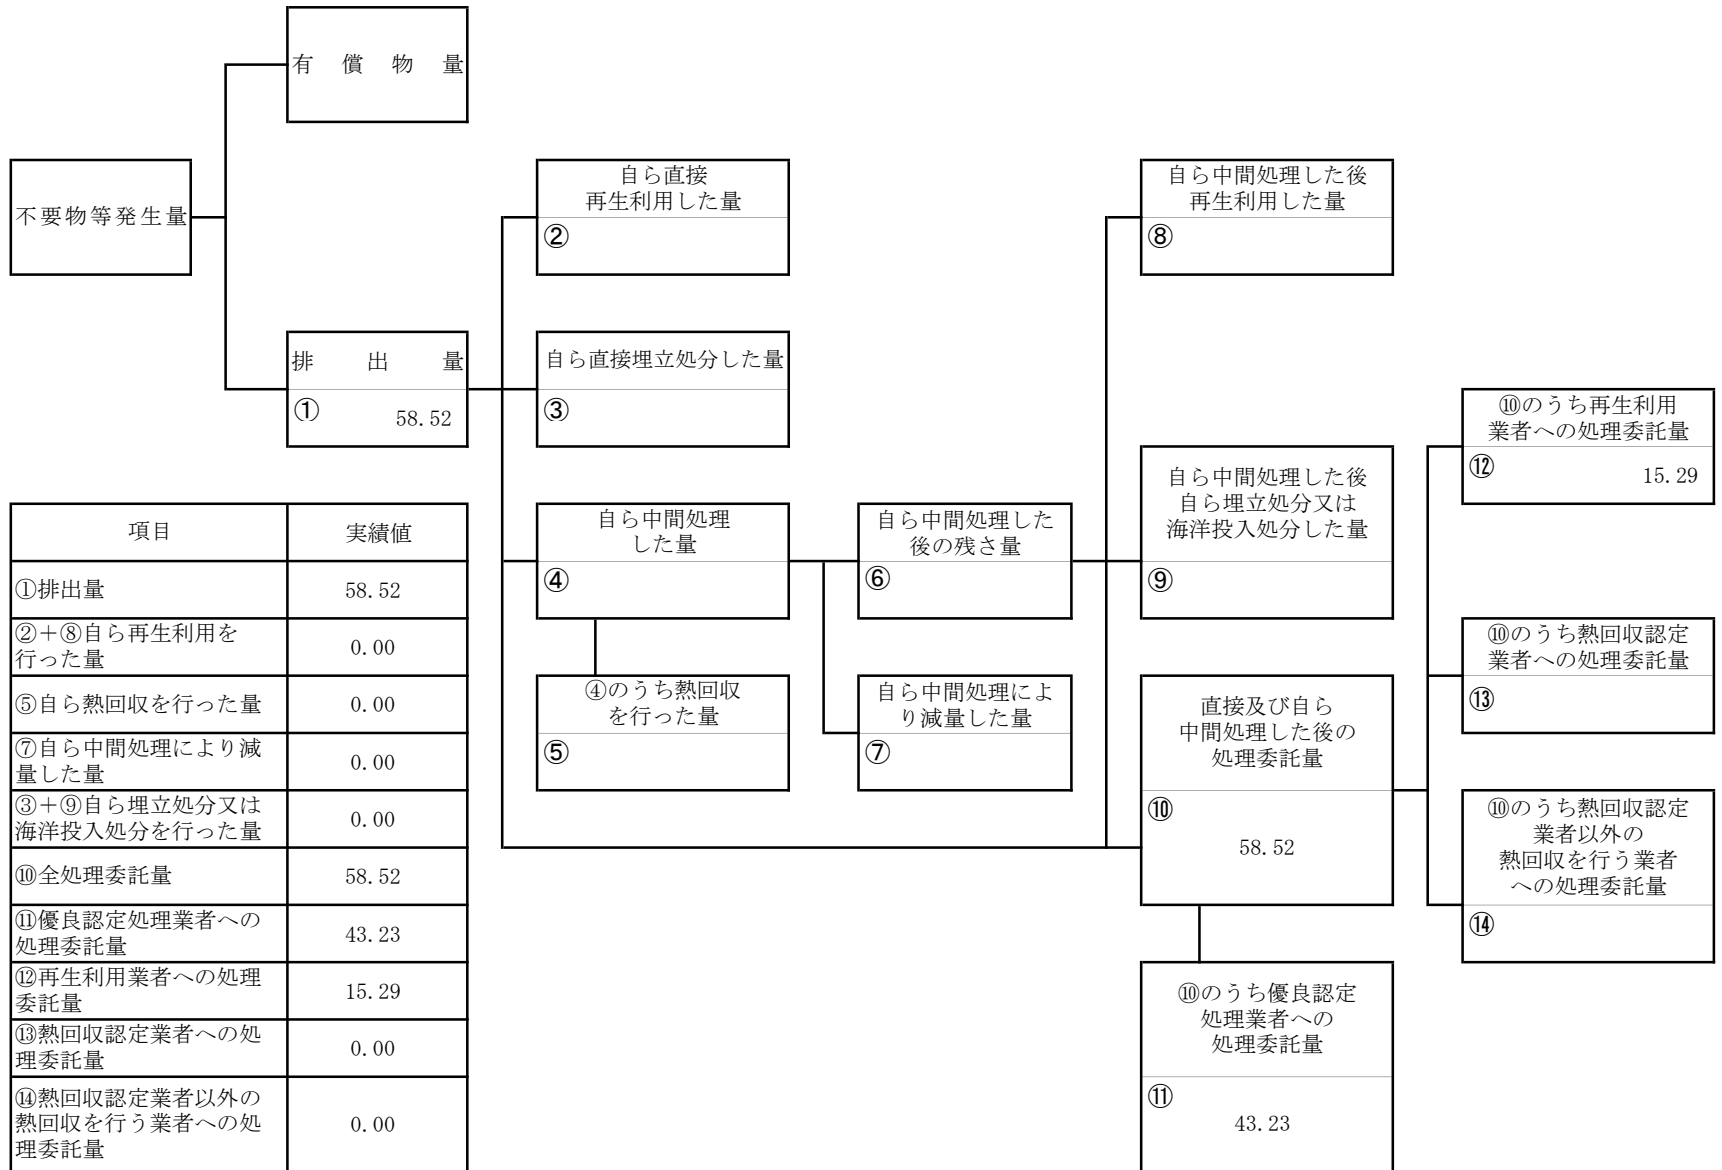 有償物量
不要物等発生量
排出量
① 58.52
自ら直接
再生利用した量
②
自ら直接埋立処分した量
③
自ら中間処理
した量
④
④のうち熱回収
を行った量
⑤
自ら中間処理した
後の残さ量
⑥
自ら中間処理によ
り減量した量
⑦
自ら中間処理した後
再生利用した量
⑧
自ら中間処理した後
自ら埋立処分又は
海洋投入処分した量
⑨
直接及び自ら
中間処理した後の
処理委託量
⑩
58.52
⑩のうち優良認定
処理業者への
処理委託量
⑪
43.23
⑩のうち再生利用
業者への処理委託量
⑫ 15.29
⑩のうち熱回収認定
業者への処理委託量
⑬
⑩のうち熱回収認定
業者以外の
熱回収を行う業者
への処理委託量
⑭
項目 実績値
①排出量 58.52
②＋⑧自ら再生利用を
行った量 0.00
⑤自ら熱回収を行った量 0.00
⑦自ら中間処理により減
量した量 0.00
③＋⑨自ら埋立処分又は
海洋投入処分を行った量 0.00
⑩全処理委託量 58.52
⑪優良認定処理業者への
処理委託量 43.23
⑫再生利用業者への処理
委託量 15.29
⑬熱回収認定業者への処
理委託量 0.00
⑭熱回収認定業者以外の
熱回収を行う業者への処
理委託量 0.00